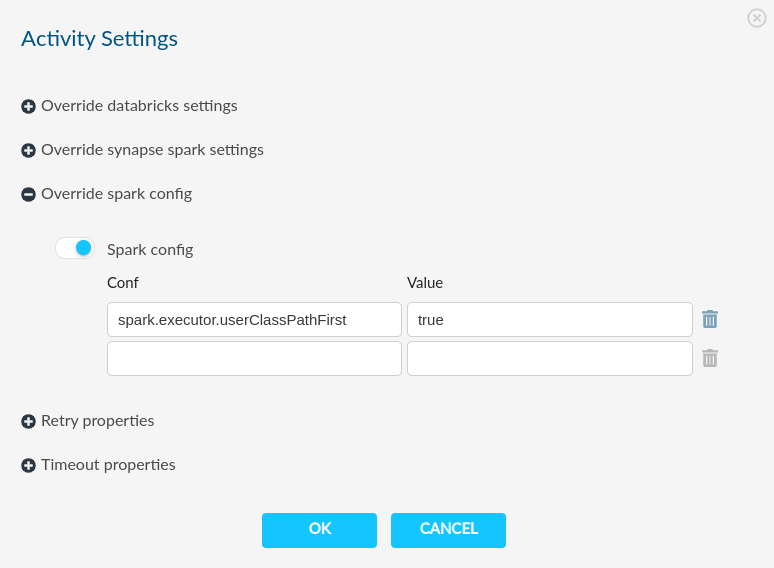 Activity Settings
Override databricks settings
Override synapse spark settings
Override spark config
Spark config
Conf Value
spark.executor.userClassPathFirst true
Retry properties
Timeout properties
OK CANCEL